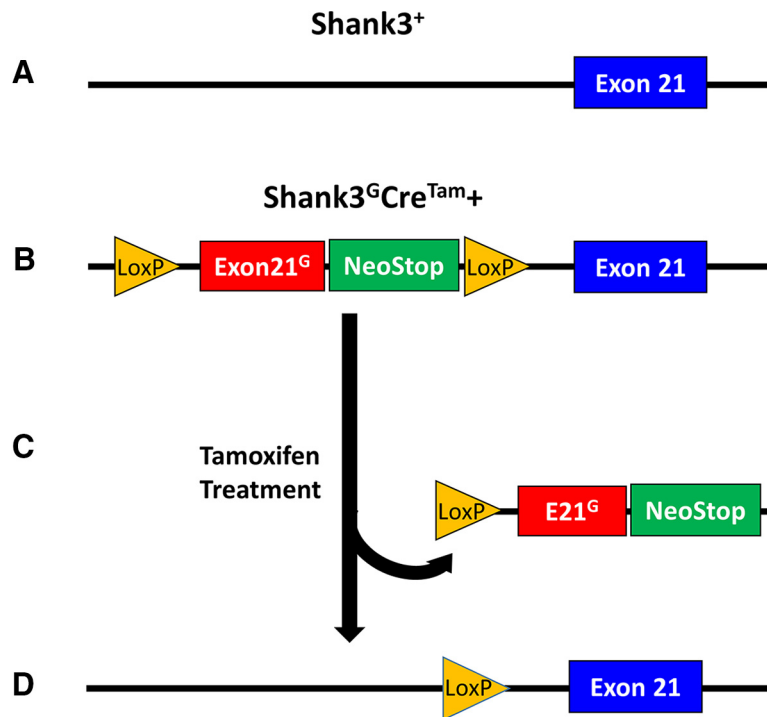 Shank3⁺
A
Exon 21
Shank3ᴳCreᵀᵃᵐ+
B
LoxP Exon21ᴳ NeoStop LoxP Exon 21
C
Tamoxifen
Treatment
LoxP E21ᴳ NeoStop
D
LoxP Exon 21